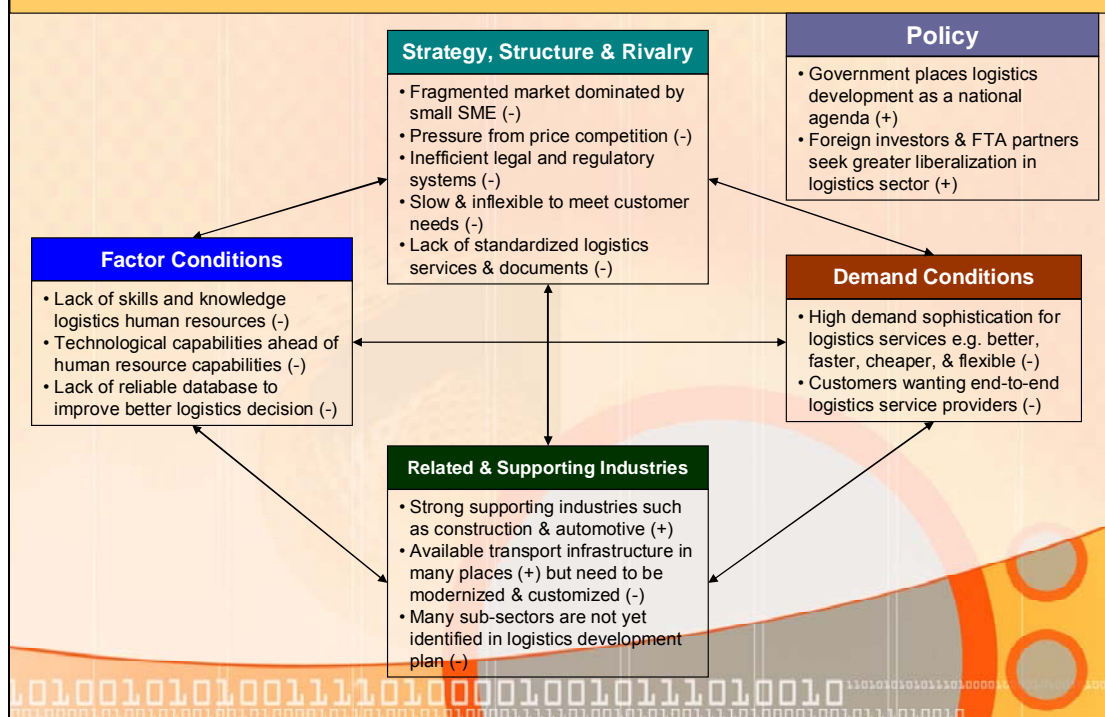 Strategy, Structure & Rivalry
• Fragmented market dominated by
small SME (-)
• Pressure from price competition (-)
• Inefficient legal and regulatory
systems (-)
• Slow & inflexible to meet customer
needs (-)
• Lack of standardized logistics
services & documents (-)
Policy
• Government places logistics
development as a national
agenda (+)
• Foreign investors & FTA partners
seek greater liberalization in
logistics sector (+)
Factor Conditions
• Lack of skills and knowledge
logistics human resources (-)
• Technological capabilities ahead of
human resource capabilities (-)
• Lack of reliable database to
improve better logistics decision (-)
Demand Conditions
• High demand sophistication for
logistics services e.g. better,
faster, cheaper, & flexible (-)
• Customers wanting end-to-end
logistics service providers (-)
Related & Supporting Industries
• Strong supporting industries such
as construction & automotive (+)
• Available transport infrastructure in
many places (+) but need to be
modernized & customized (-)
• Many sub-sectors are not yet
identified in logistics development
plan (-)